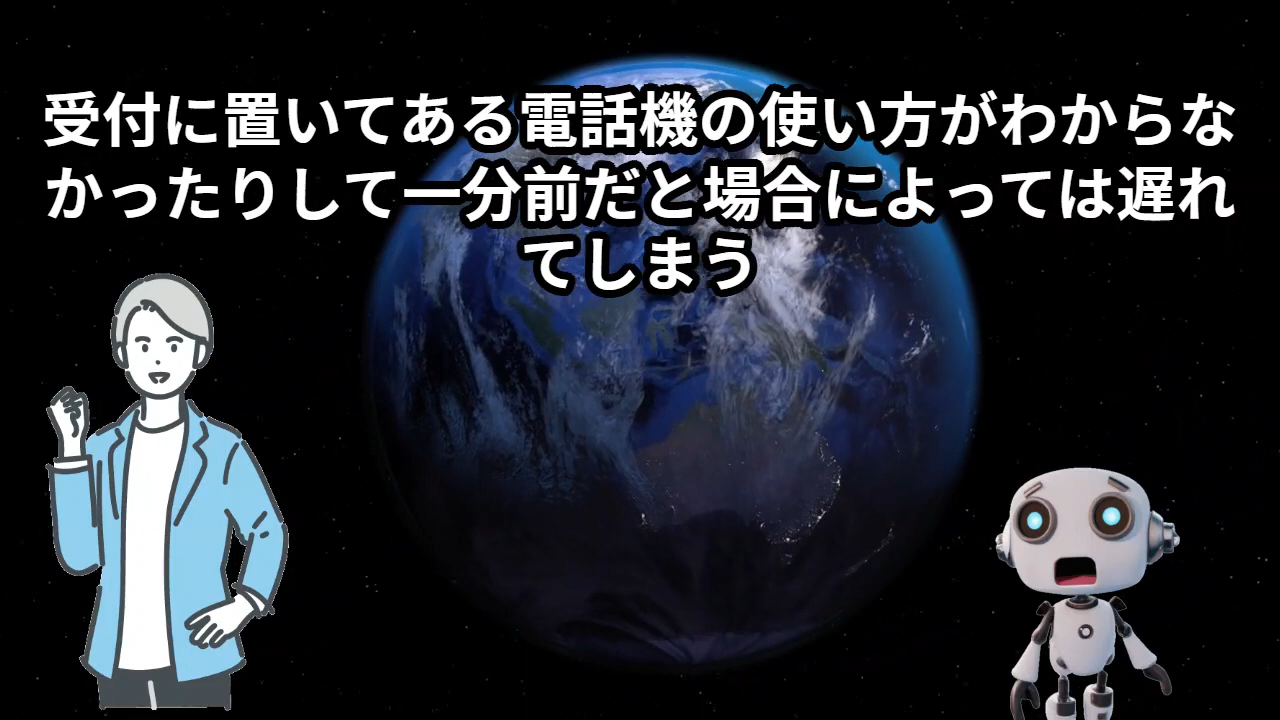 受付に置いてある電話機の使い方がわからな
かったりして一分前だと場合によっては遅れ
てしまう